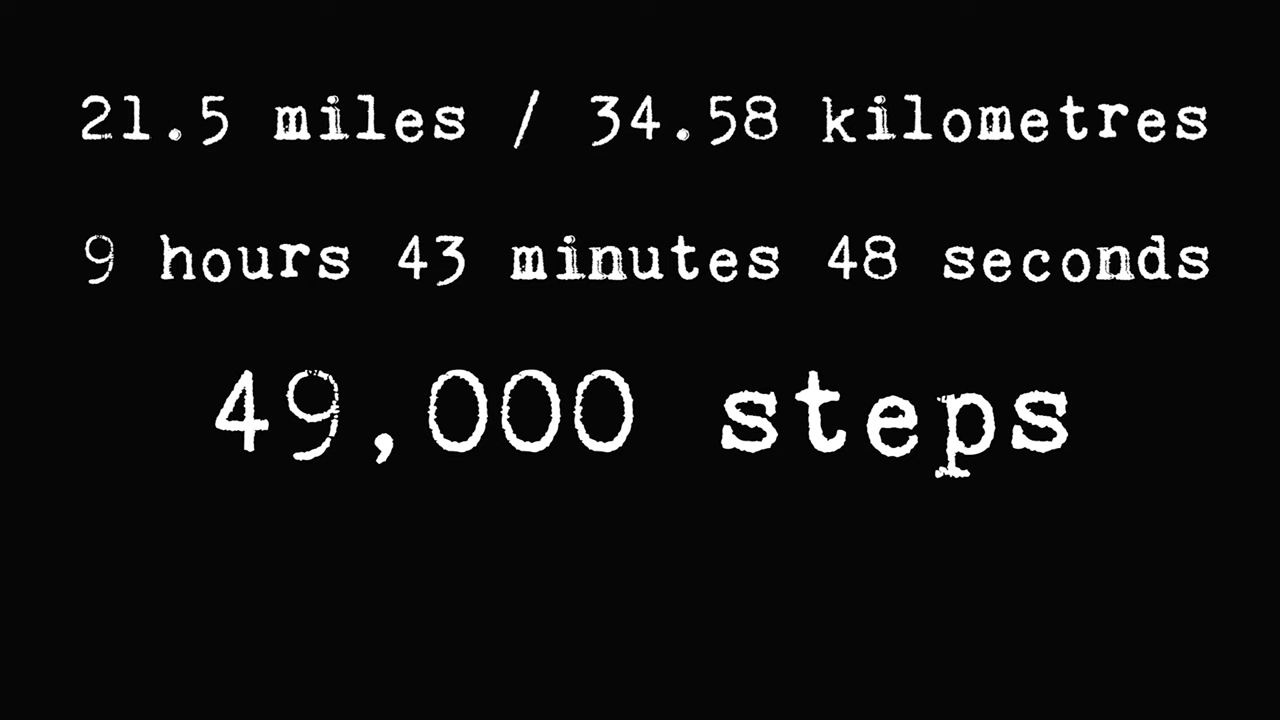 21.5 miles / 34.58 kilometres
9 hours 43 minutes 48 seconds
49,000 steps